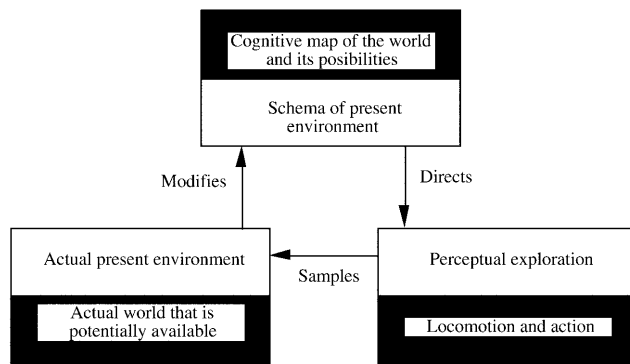 Cognitive map of the world
and its posibilities
Schema of present
environment
Modifies
Directs
Actual present environment
Samples
Perceptual exploration
Actual world that is
potentially available
Locomotion and action